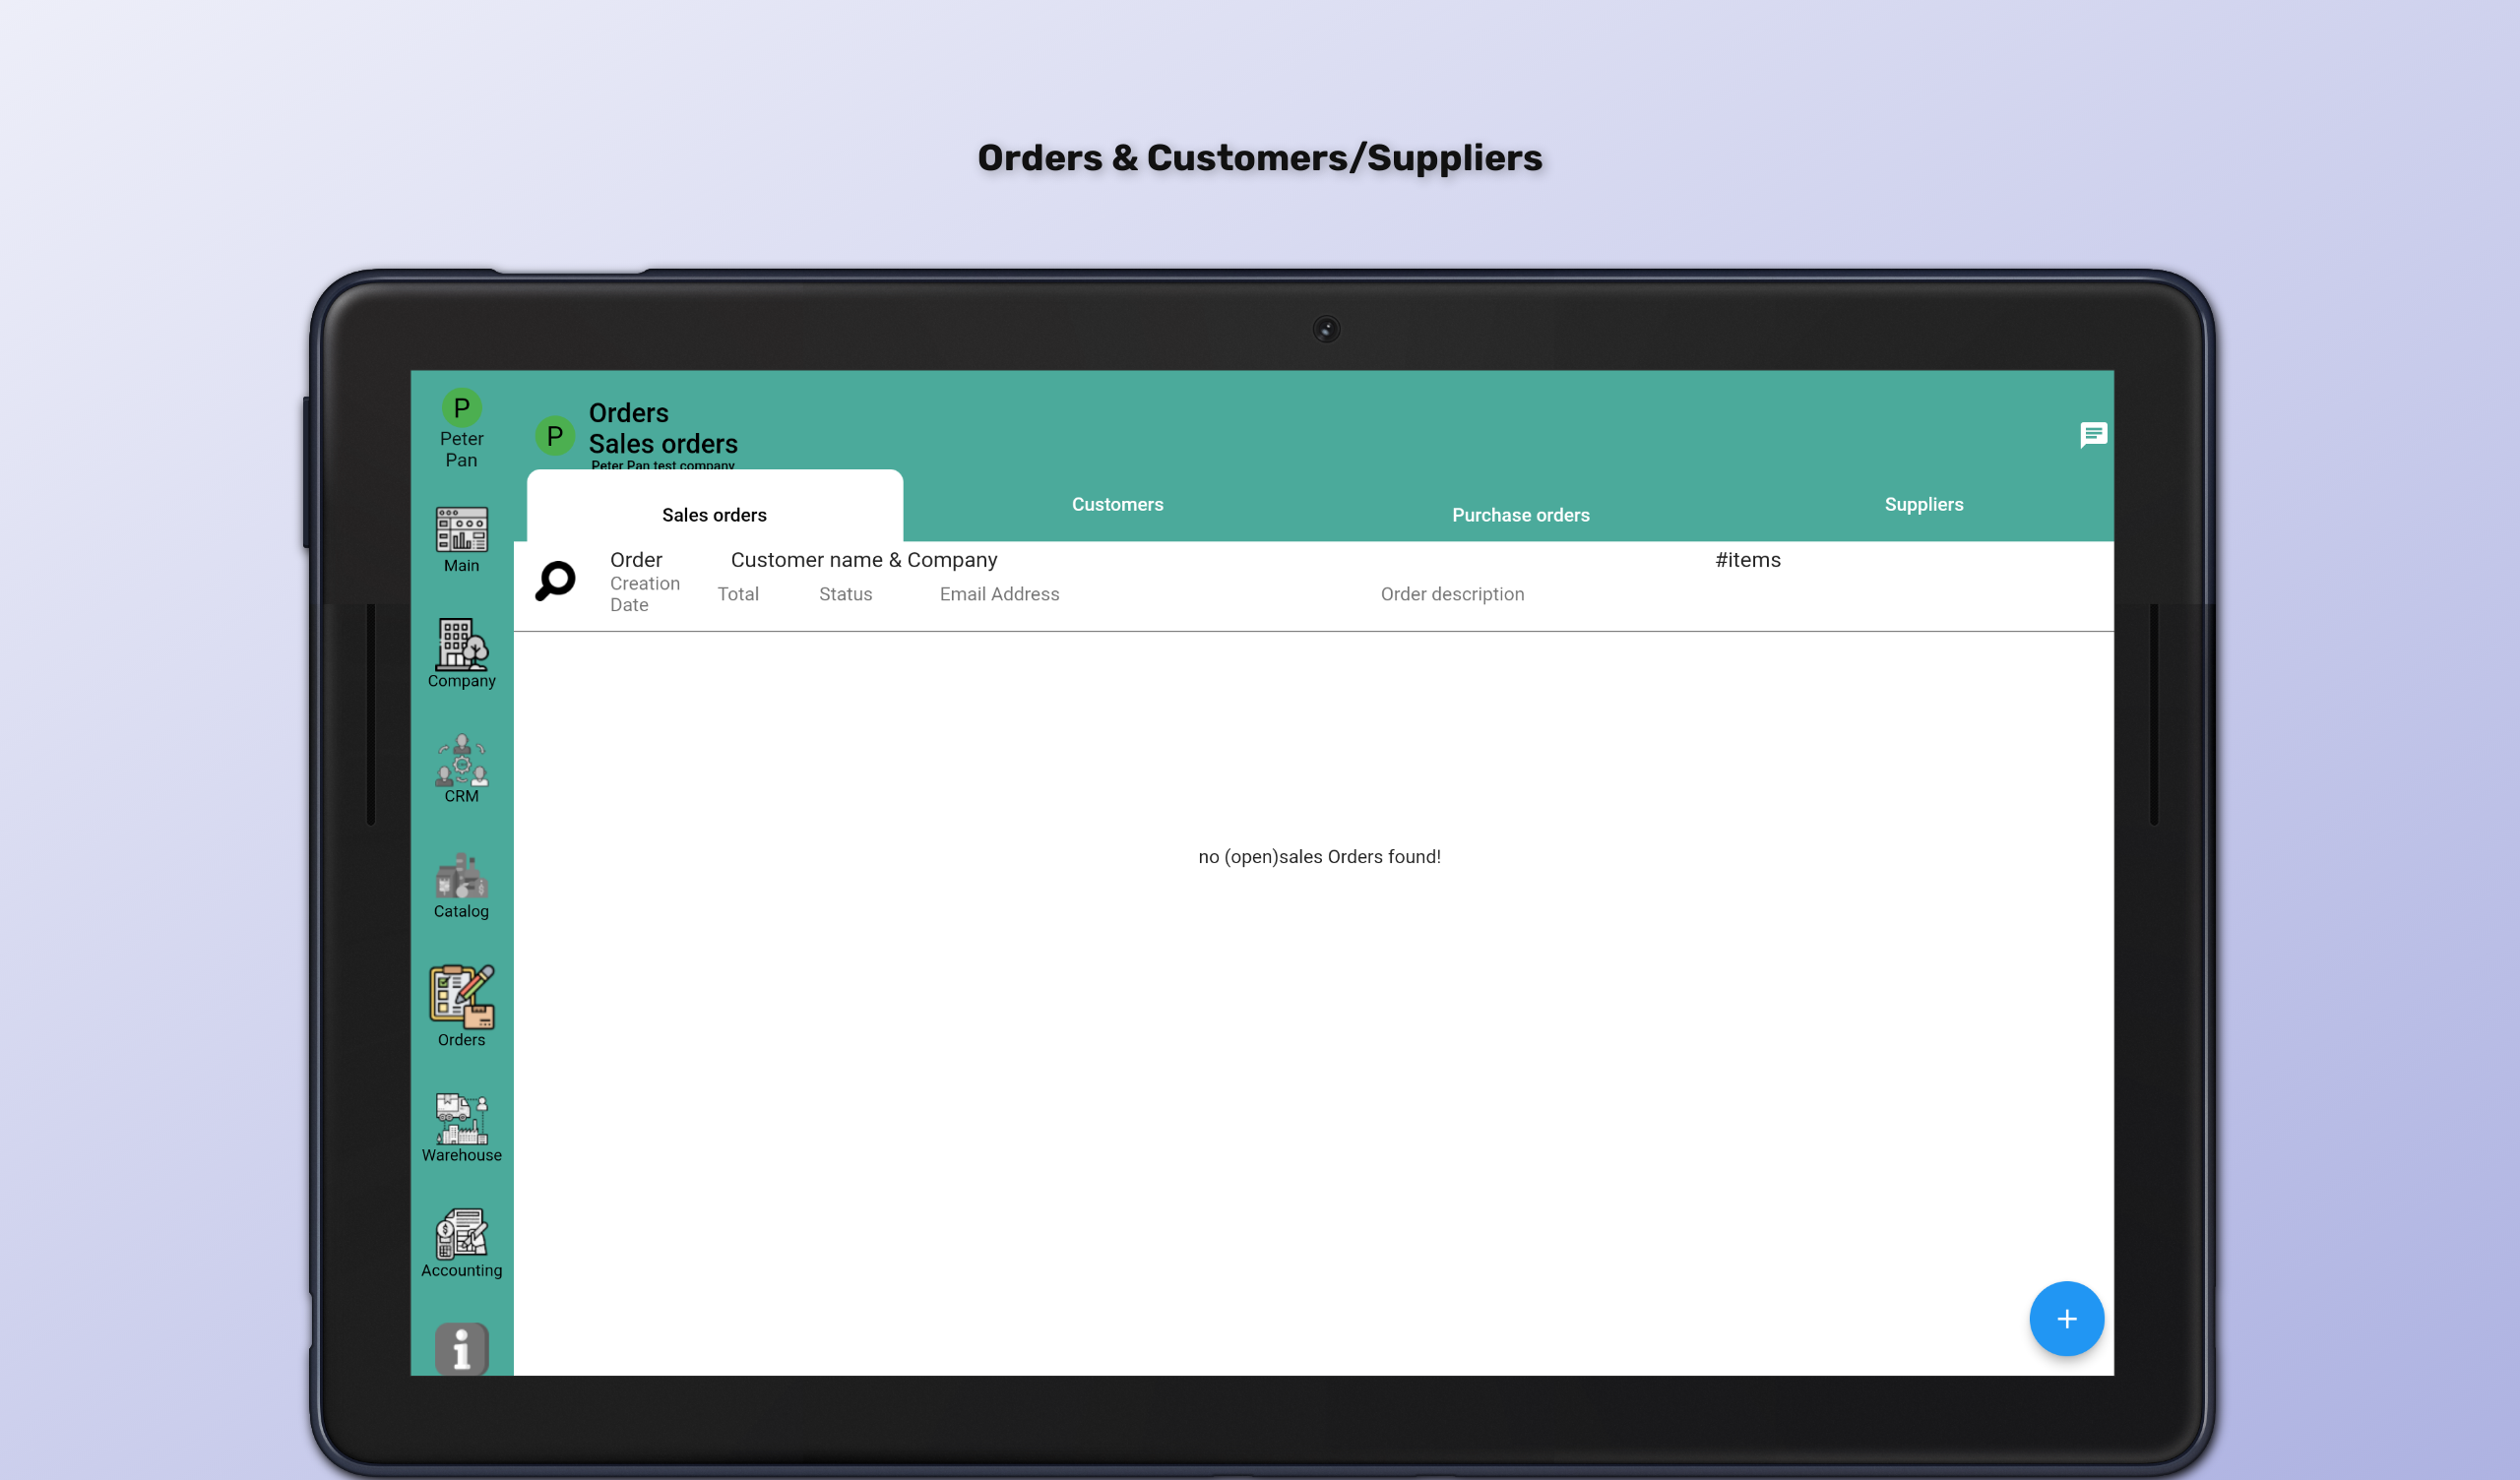 Orders & Customers/Suppliers
P
Peter
Pan
P
Orders
Sales orders
Peter Pan test company
Sales orders
Customers
Purchase orders
Suppliers
Order
Customer name & Company
#items
Creation
Date
Total
Status
Email Address
Order description
no (open)sales Orders found!
Main
Company
CRM
Catalog
Orders
Warehouse
Accounting
+